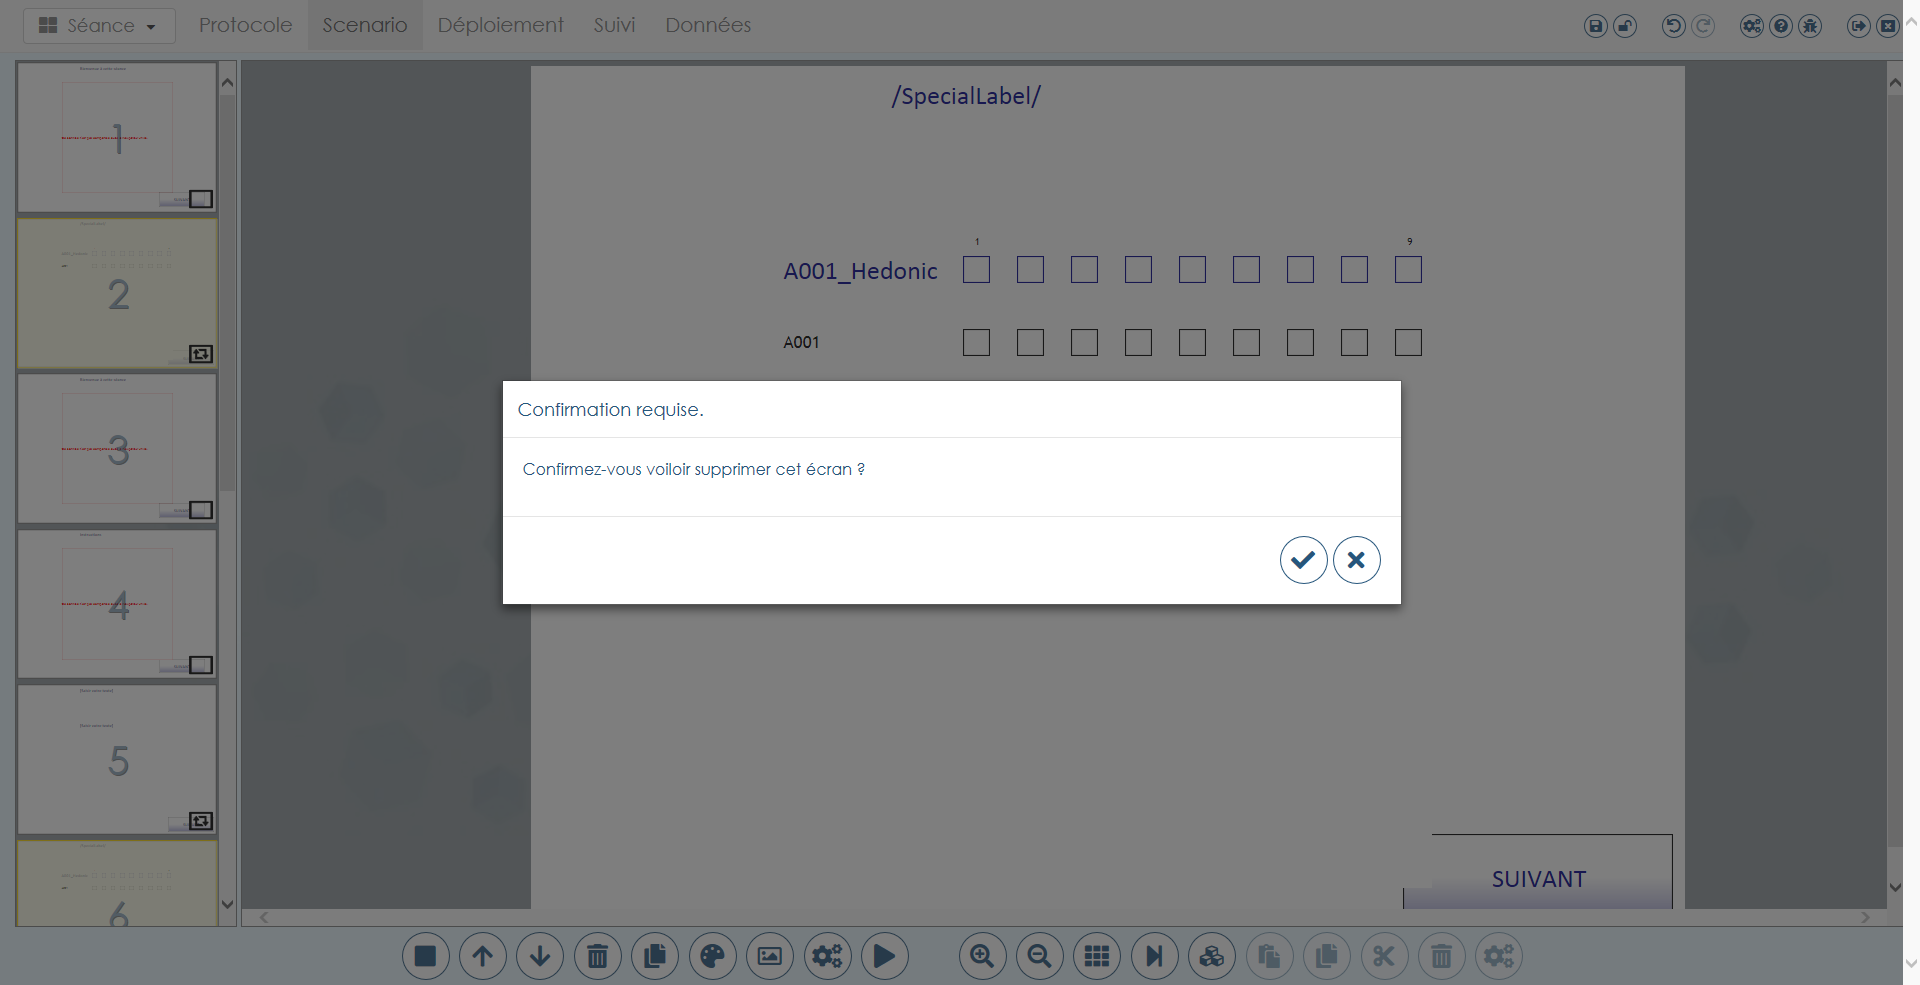 Séance
Protocole
Scenario
Déploiement
Suivi
Données
1
2
3
4
5
6
/SpecialLabel/
1
9
A001_Hedonic
A001
Confirmation requise.
Confirmez-vous voiloir supprimer cet écran ?
SUIVANT